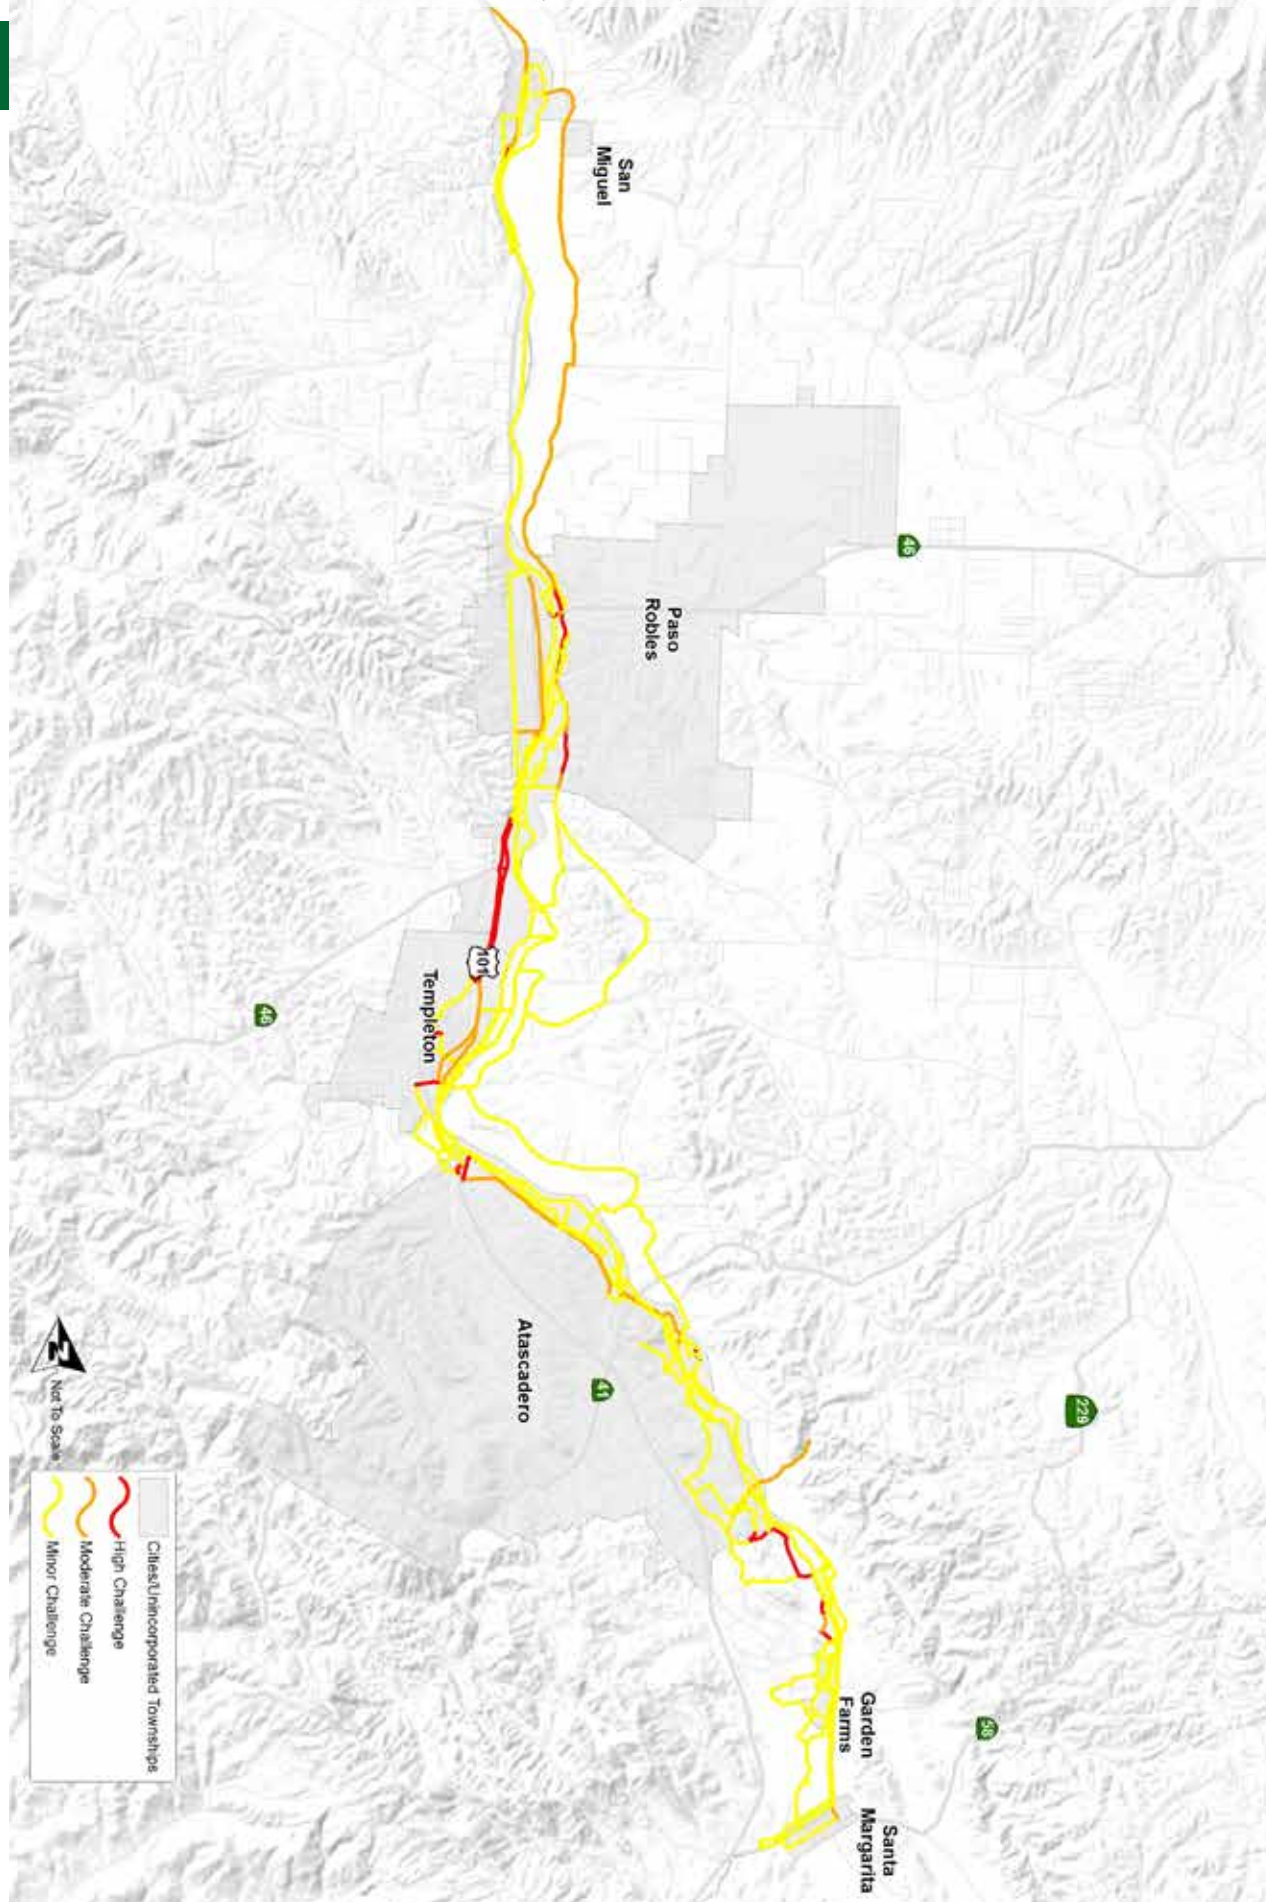 San
Miguel
46
Paso
Robles
101
Templeton
46
Atascadero
41
229
Garden
Farms
58
Santa
Margarita
N
Not To Scale
Cities/Unincorporated Townships
High Challenge
Moderate Challenge
Minor Challenge